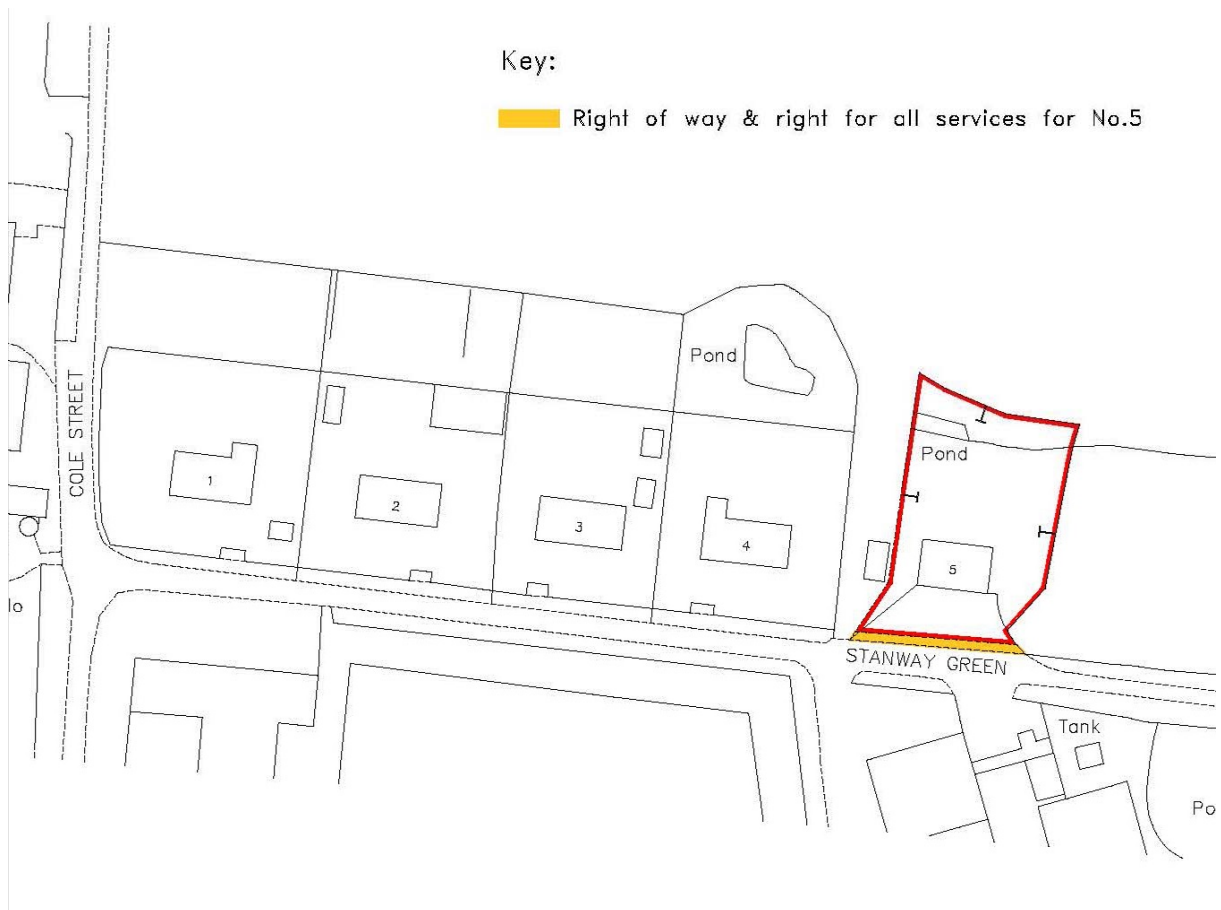 Key:
Right of way & right for all services for No.5
COLE STREET
Pond
Pond
1
2
3
4
5
STANWAY GREEN
Tank
lo
Po